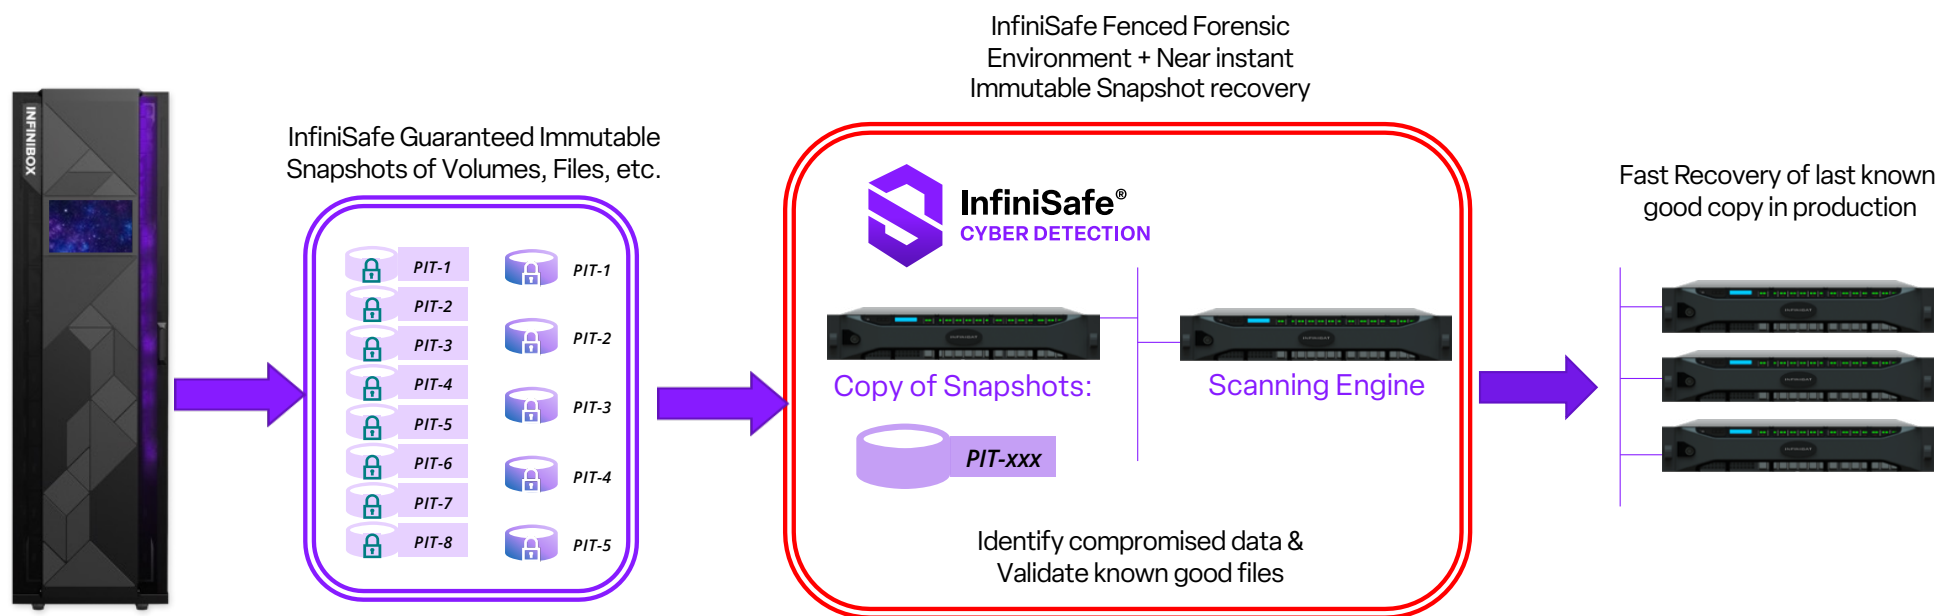 INFINIBOX
InfiniSafe Guaranteed Immutable
Snapshots of Volumes, Files, etc.
PIT-1
PIT-2
PIT-3
PIT-4
PIT-5
PIT-6
PIT-7
PIT-8
PIT-1
PIT-2
PIT-3
PIT-4
PIT-5
InfiniSafe Fenced Forensic
Environment + Near instant
Immutable Snapshot recovery
InfiniSafe®
CYBER DETECTION
Copy of Snapshots:
PIT-xxx
Scanning Engine
Identify compromised data &
Validate known good files
Fast Recovery of last known
good copy in production